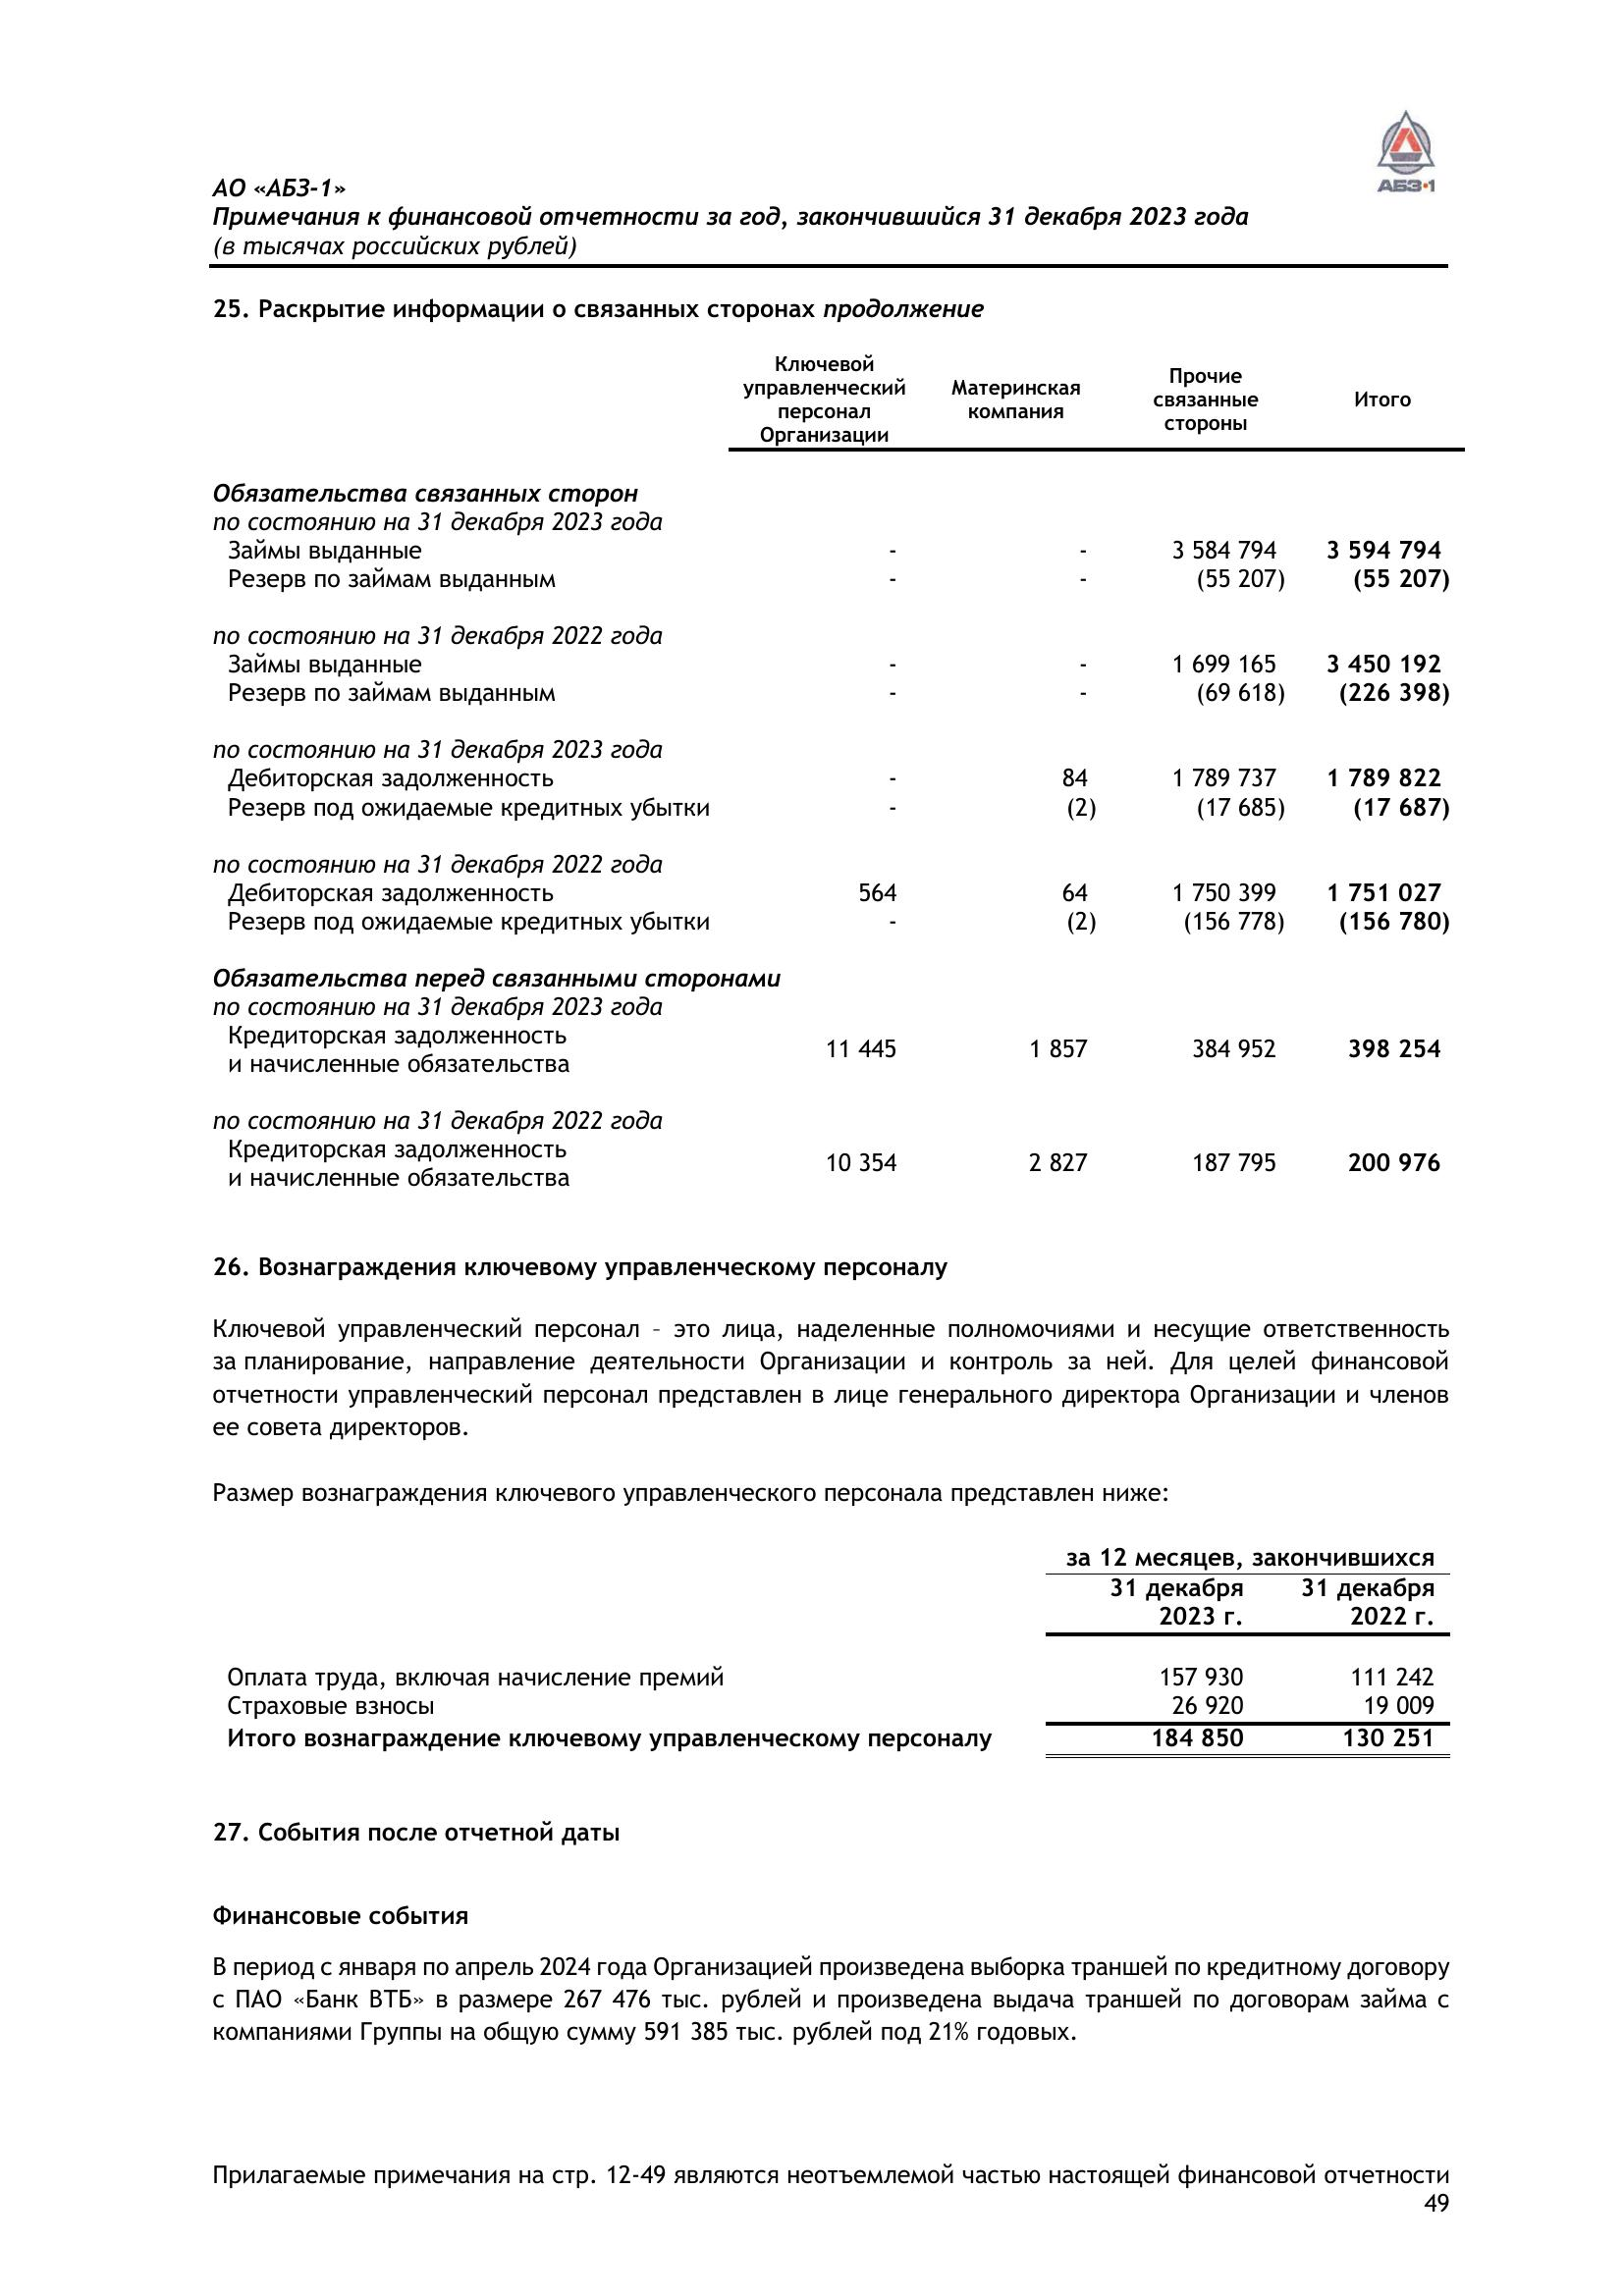 АБЗ·1
АО «АБЗ-1»
Примечания к финансовой отчетности за год, закончившийся 31 декабря 2023 года
(в тысячах российских рублей)
25. Раскрытие информации о связанных сторонах продолжение
Ключевой управленческий персонал Организации Материнская компания Прочие связанные стороны Итого
Обязательства связанных сторон
по состоянию на 31 декабря 2023 года
Займы выданные - - 3 584 794 3 594 794
Резерв по займам выданным - - (55 207) (55 207)
по состоянию на 31 декабря 2022 года
Займы выданные - - 1 699 165 3 450 192
Резерв по займам выданным - - (69 618) (226 398)
по состоянию на 31 декабря 2023 года
Дебиторская задолженность - 84 1 789 737 1 789 822
Резерв под ожидаемые кредитных убытки - (2) (17 685) (17 687)
по состоянию на 31 декабря 2022 года
Дебиторская задолженность 564 64 1 750 399 1 751 027
Резерв под ожидаемые кредитных убытки - (2) (156 778) (156 780)
Обязательства перед связанными сторонами
по состоянию на 31 декабря 2023 года
Кредиторская задолженность
и начисленные обязательства 11 445 1 857 384 952 398 254
по состоянию на 31 декабря 2022 года
Кредиторская задолженность
и начисленные обязательства 10 354 2 827 187 795 200 976
26. Вознаграждения ключевому управленческому персоналу
Ключевой управленческий персонал – это лица, наделенные полномочиями и несущие ответственность
за планирование, направление деятельности Организации и контроль за ней. Для целей финансовой
отчетности управленческий персонал представлен в лице генерального директора Организации и членов
ее совета директоров.
Размер вознаграждения ключевого управленческого персонала представлен ниже:
за 12 месяцев, закончившихся
31 декабря 31 декабря
2023 г. 2022 г.
Оплата труда, включая начисление премий 157 930 111 242
Страховые взносы 26 920 19 009
Итого вознаграждение ключевому управленческому персоналу 184 850 130 251
27. События после отчетной даты
Финансовые события
В период с января по апрель 2024 года Организацией произведена выборка траншей по кредитному договору
с ПАО «Банк ВТБ» в размере 267 476 тыс. рублей и произведена выдача траншей по договорам займа с
компаниями Группы на общую сумму 591 385 тыс. рублей под 21% годовых.
Прилагаемые примечания на стр. 12-49 являются неотъемлемой частью настоящей финансовой отчетности
49